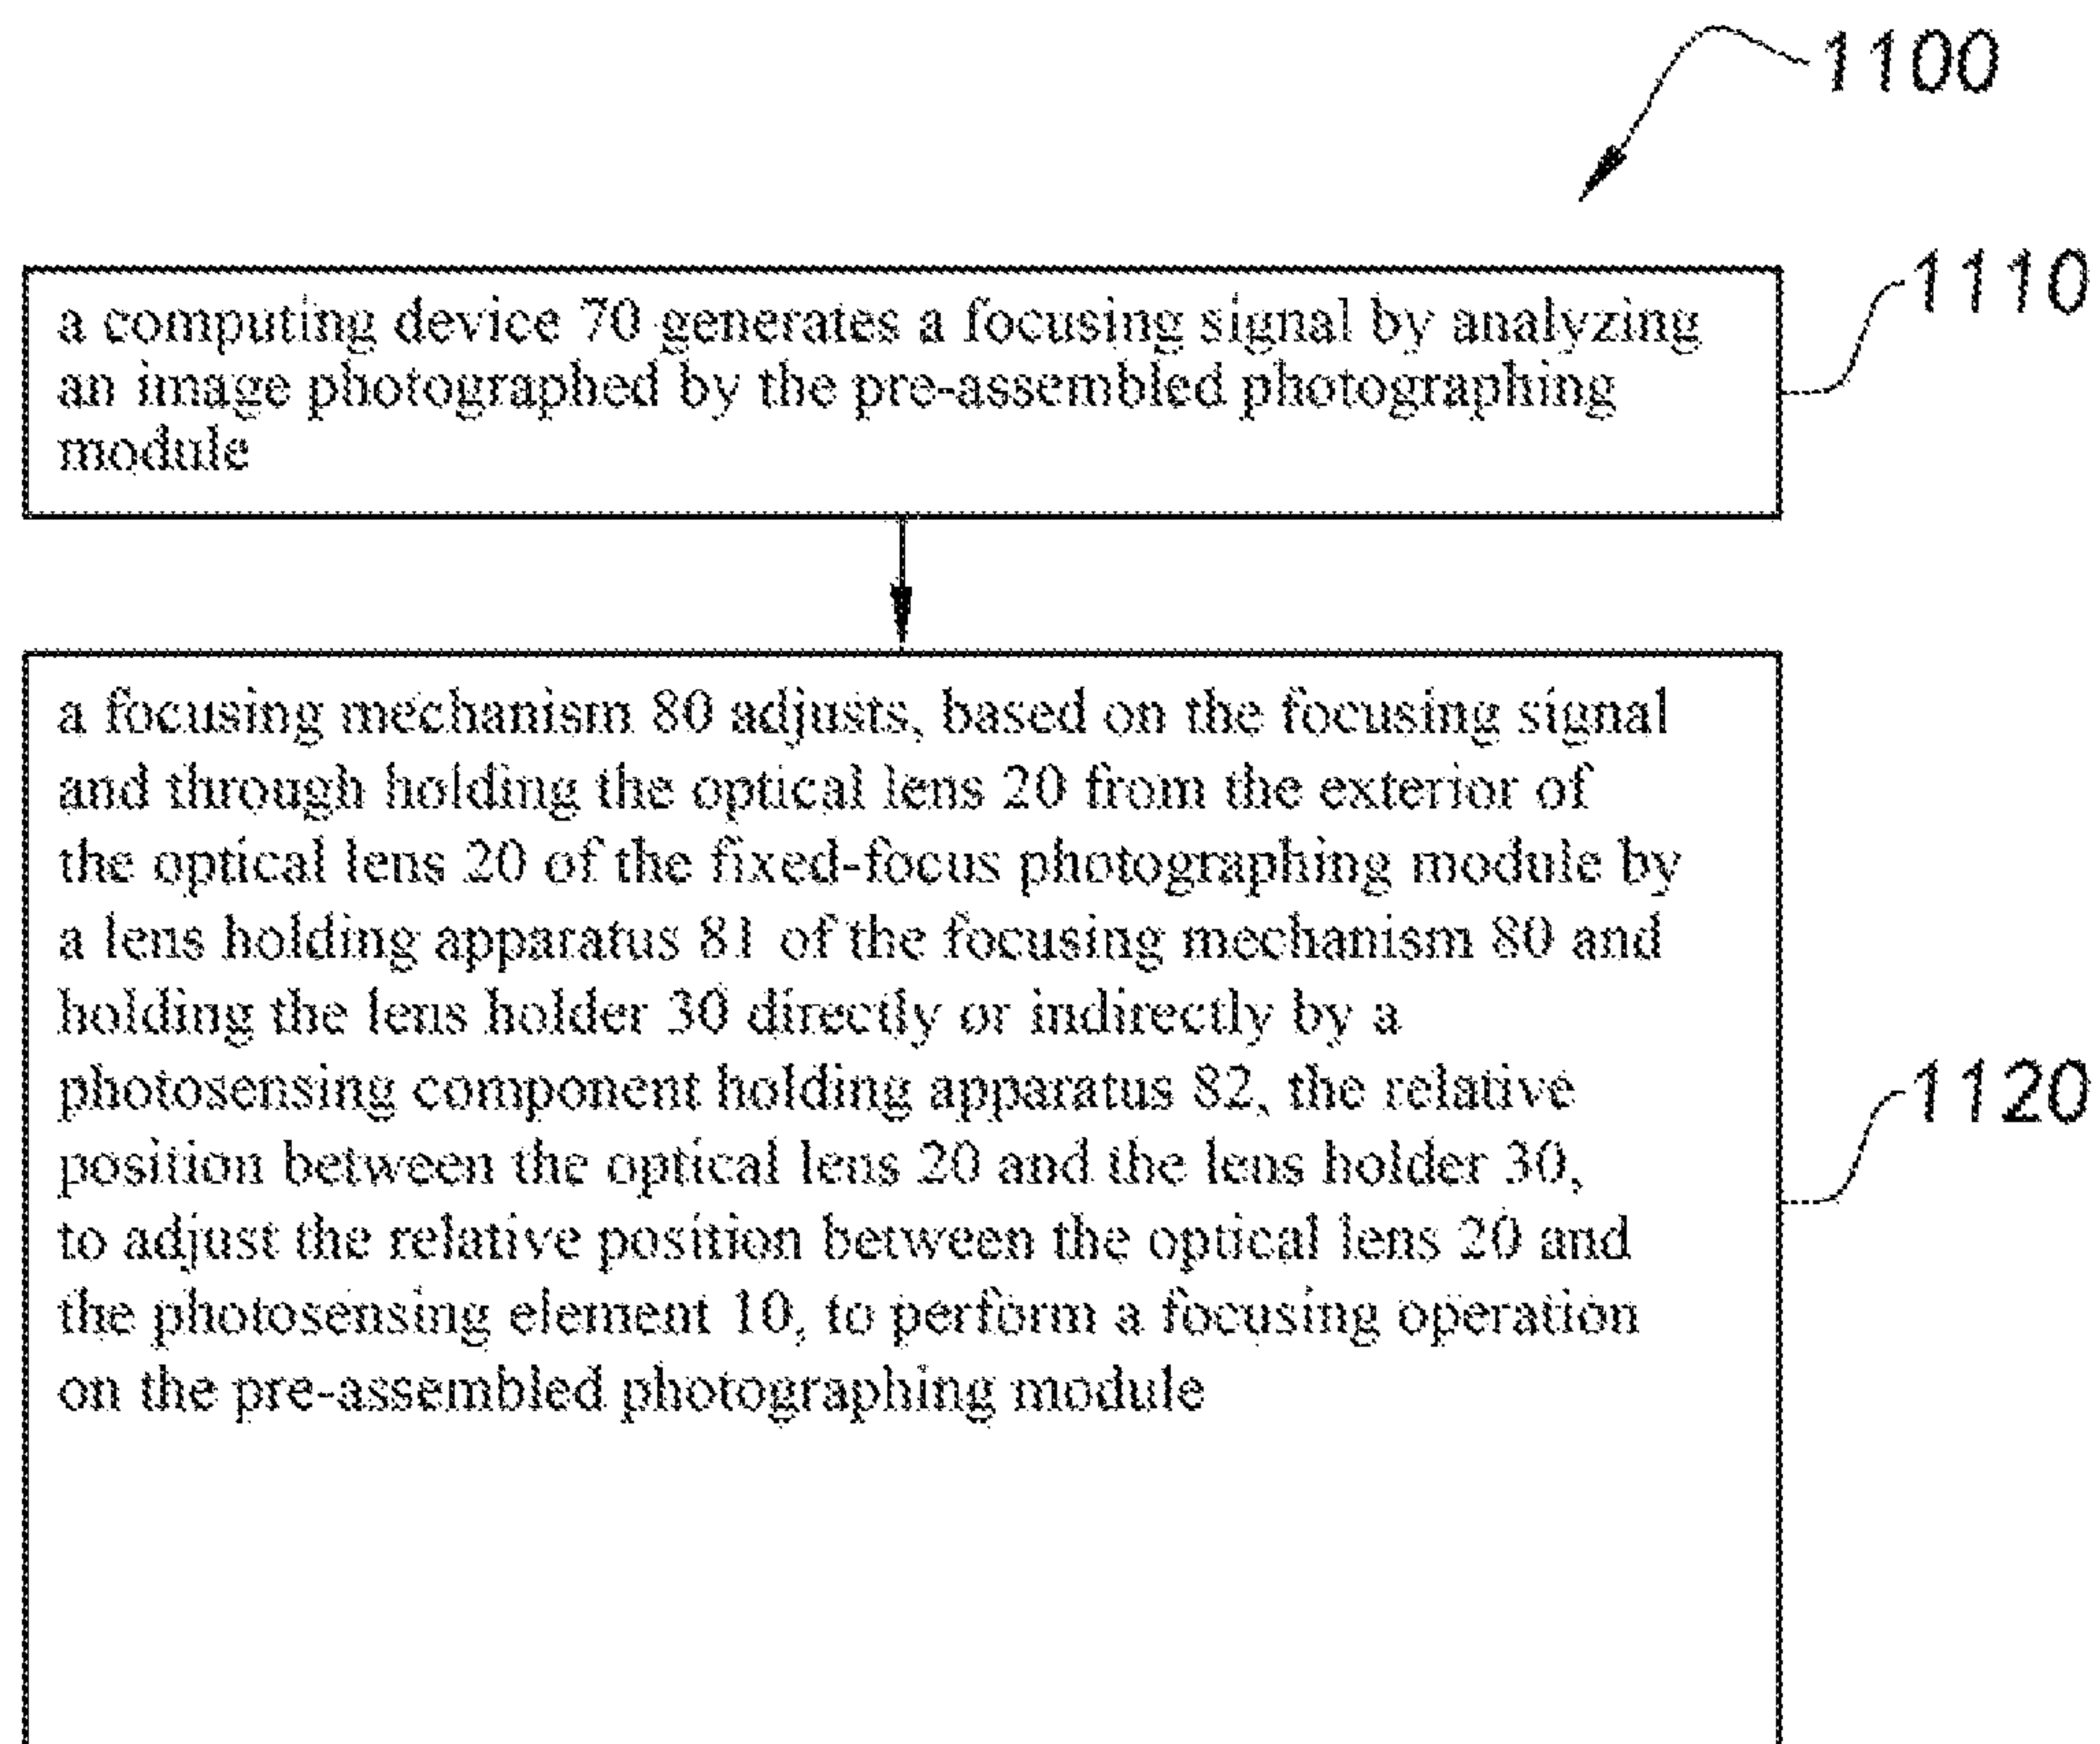 1100
1110
a computing device 70 generates a focusing signal by analyzing
an image photographed by the pre-assembled photographing
module
a focusing mechanism 80 adjusts, based on the focusing signal
and through holding the optical lens 20 from the exterior of
the optical lens 20 of the fixed-focus photographing module by
a lens holding apparatus 81 of the focusing mechanism 80 and
holding the lens holder 30 directly or indirectly by a
photosensing component holding apparatus 82, the relative
position between the optical lens 20 and the lens holder 30,
to adjust the relative position between the optical lens 20 and
the photosensing element 10, to perform a focusing operation
on the pre-assembled photographing module
1120